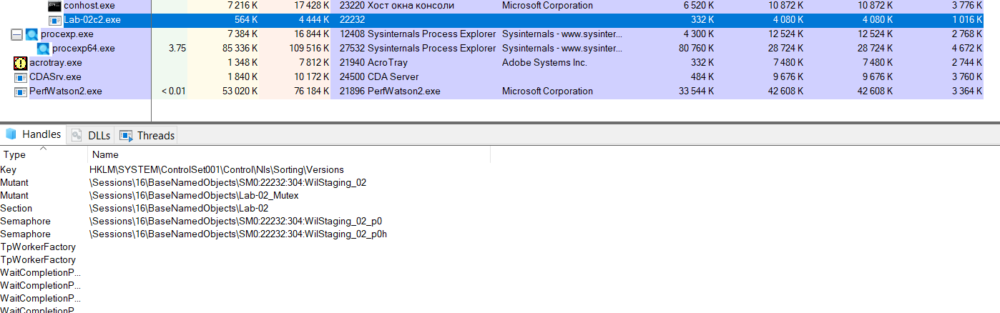 conhost.exe 7 216 K 17 428 K 23220 Хост окна консоли Microsoft Corporation 6 520 K 10 872 K 10 872 K 3 776 K
Lab-02c2.exe 564 K 4 444 K 22232 332 K 4 080 K 4 080 K 1 016 K
procexp.exe 7 384 K 16 844 K 12408 Sysinternals Process Explorer Sysinternals - www.sysinter... 4 300 K 12 524 K 12 524 K 2 768 K
procexp64.exe 3.75 85 336 K 109 516 K 27532 Sysinternals Process Explorer Sysinternals - www.sysinter... 80 760 K 28 724 K 28 724 K 4 672 K
acrotray.exe 1 348 K 7 812 K 21940 AcroTray Adobe Systems Inc. 332 K 7 480 K 7 480 K 2 744 K
CDASrv.exe 1 840 K 10 172 K 24500 CDA Server 484 K 9 676 K 9 676 K 3 760 K
PerfWatson2.exe < 0.01 53 020 K 76 184 K 21896 PerfWatson2.exe Microsoft Corporation 33 544 K 42 608 K 42 608 K 3 364 K
Handles DLLs Threads
Type Name
Key HKLM\SYSTEM\ControlSet001\Control\Nls\Sorting\Versions
Mutant \Sessions\16\BaseNamedObjects\SM0:22232:304:WilStaging_02
Mutant \Sessions\16\BaseNamedObjects\Lab-02_Mutex
Section \Sessions\16\BaseNamedObjects\Lab-02
Semaphore \Sessions\16\BaseNamedObjects\SM0:22232:304:WilStaging_02_p0
Semaphore \Sessions\16\BaseNamedObjects\SM0:22232:304:WilStaging_02_p0h
TpWorkerFactory
TpWorkerFactory
WaitCompletionP...
WaitCompletionP...
WaitCompletionP...
WaitCompletionP...